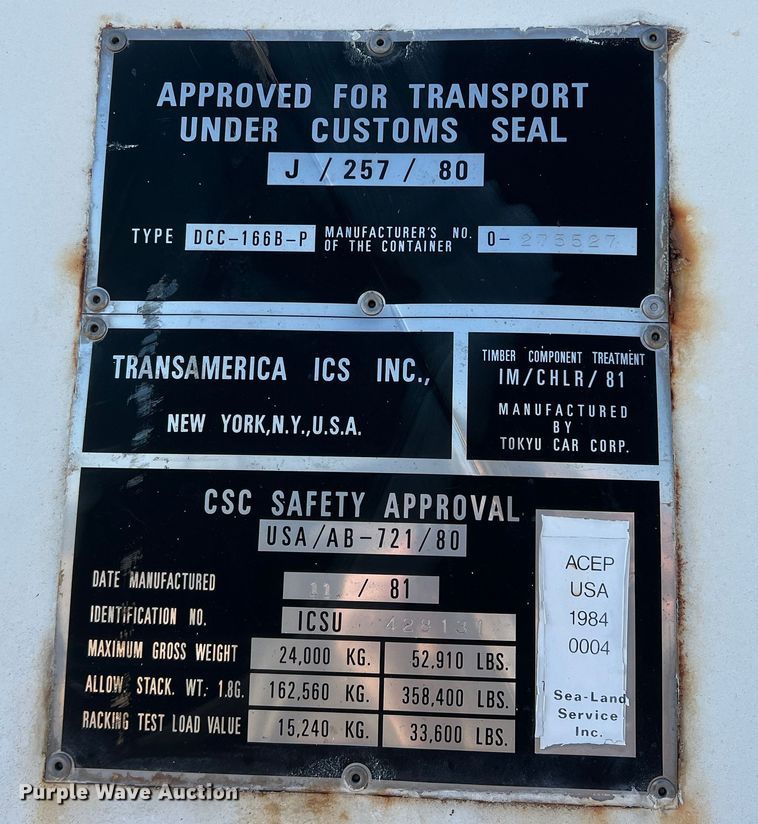 APPROVED FOR TRANSPORT
UNDER CUSTOMS SEAL
J / 257 / 80
TYPE DCC-166B-P MANUFACTURER'S NO. OF THE CONTAINER 0-275527
TRANSAMERICA ICS INC.,
NEW YORK,N.Y.,U.S.A.
TIMBER COMPONENT TREATMENT
IM/CHLR/81
MANUFACTURED
BY
TOKYU CAR CORP.
CSC SAFETY APPROVAL
USA/AB-721/80
DATE MANUFACTURED 11 / 81
IDENTIFICATION NO. ICSU
MAXIMUM GROSS WEIGHT 24,000 KG. 52,910 LBS.
ALLOW. STACK. WT. 1.8G. 162,560 KG. 358,400 LBS.
RACKING TEST LOAD VALUE 15,240 KG. 33,600 LBS.
ACEP
USA
1984
0004
Sea-Land
Service
Inc.
Purple Wave Auction